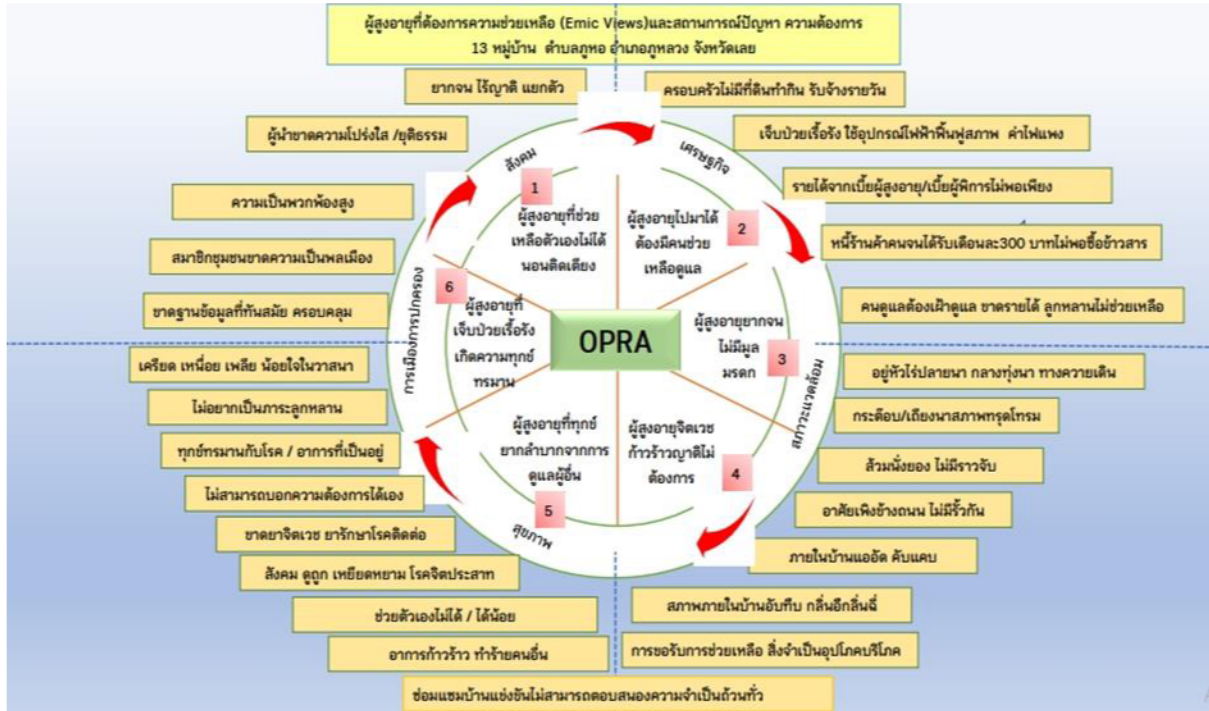 ผู้สูงอายุที่ต้องการความช่วยเหลือ (Emic Views)และสถานการณ์ปัญหา ความต้องการ
13 หมู่บ้าน ตำบลภูหอ อำเภอภูหลวง จังหวัดเลย
ยากจน ไร้ญาติ แยกตัว
ครอบครัวไม่มีที่ดินทำกิน รับจ้างรายวัน
ผู้นำขาดความโปร่งใส /ยุติธรรม
เจ็บป่วยเรื้อรัง ใช้อุปกรณ์ไฟฟ้าฟื้นฟูสภาพ ค่าไฟแพง
ความเป็นพวกพ้องสูง
รายได้จากเบี้ยผู้สูงอายุ/เบี้ยผู้พิการไม่พอเพียง
สมาชิกชุมชนขาดความเป็นพลเมือง
หนี้ร้านค้าคนจนได้รับเดือนละ300 บาทไม่พอซื้อข้าวสาร
ขาดฐานข้อมูลที่ทันสมัย ครอบคลุม
คนดูแลต้องเฝ้าดูแล ขาดรายได้ ลูกหลานไม่ช่วยเหลือ
สังคม
เศรษฐกิจ
สภาวะแวดล้อม
สุขภาพ
การเมืองการปกครอง
1
ผู้สูงอายุที่ช่วย
เหลือตัวเองไม่ได้
นอนติดเตียง
2
ผู้สูงอายุไปมาได้
ต้องมีคนช่วย
เหลือดูแล
3
ผู้สูงอายุยากจน
ไม่มีมูล
มรดก
4
ผู้สูงอายุจิตเวช
ก้าวร้าวญาติไม่
ต้องการ
5
ผู้สูงอายุที่ทุกข์
ยากลำบากจากการ
ดูแลผู้อื่น
6
ผู้สูงอายุที่
เจ็บป่วยเรื้อรัง
เกิดความทุกข์
ทรมาน
OPRA
เครียด เหนื่อย เพลีย น้อยใจในวาสนา
อยู่หัวไร่ปลายนา กลางทุ่งนา ทางควายเดิน
ไม่อยากเป็นภาระลูกหลาน
กระต๊อบ/เถียงนาสภาพทรุดโทรม
ทุกข์ทรมานกับโรค / อาการที่เป็นอยู่
ส้วมนั่งยอง ไม่มีราวจับ
ไม่สามารถบอกความต้องการได้เอง
อาศัยเพิงข้างถนน ไม่มีรั้วกัน
ขาดยาจิตเวช ยารักษาโรคติดต่อ
ภายในบ้านแออัด คับแคบ
สังคม ดูถูก เหยียดหยาม โรคจิตประสาท
สภาพภายในบ้านอับทึบ กลิ่นอึกลิ่นฉี่
ช่วยตัวเองไม่ได้ / ได้น้อย
การขอรับการช่วยเหลือ สิ่งจำเป็นอุปโภคบริโภค
อาการก้าวร้าว ทำร้ายคนอื่น
ซ่อมแซมบ้านแข่งขันไม่สามารถตอบสนองความจำเป็นถ้วนทั่ว